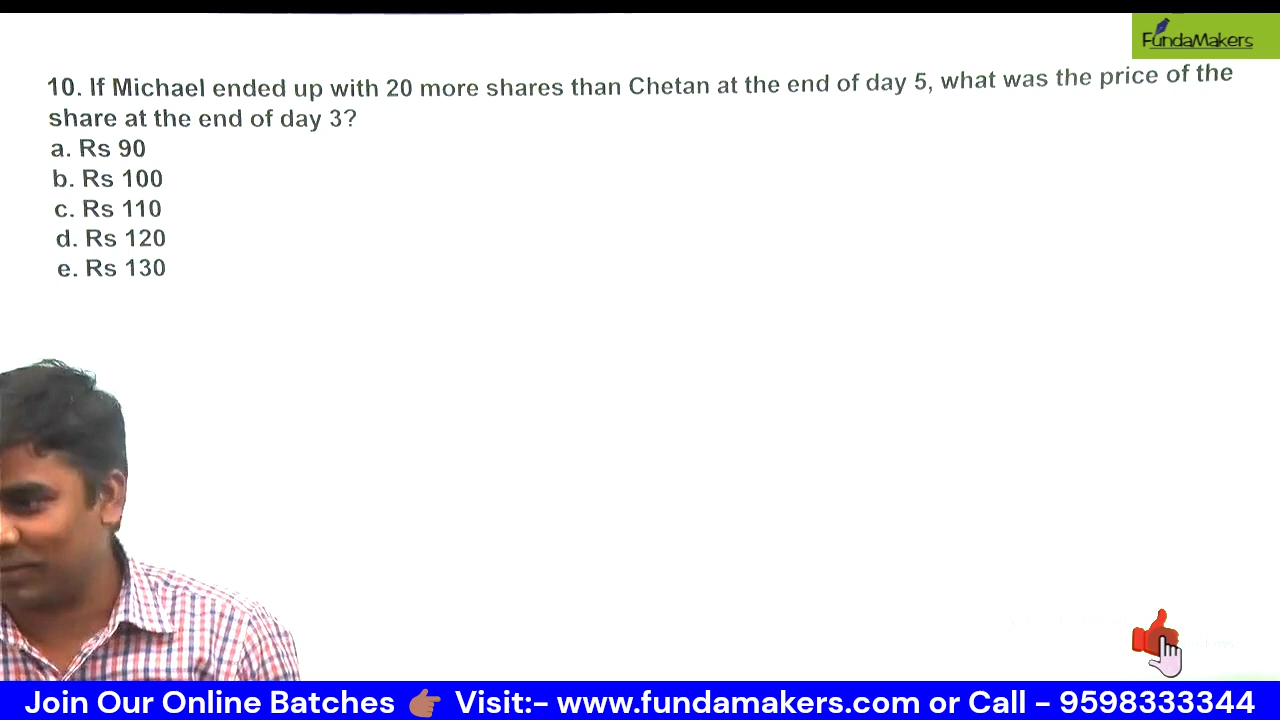 FundaMakers
10. If Michael ended up with 20 more shares than Chetan at the end of day 5, what was the price of the
share at the end of day 3?
a. Rs 90
b. Rs 100
c. Rs 110
d. Rs 120
e. Rs 130
Join Our Online Batches Visit:- www.fundamakers.com or Call - 9598333344